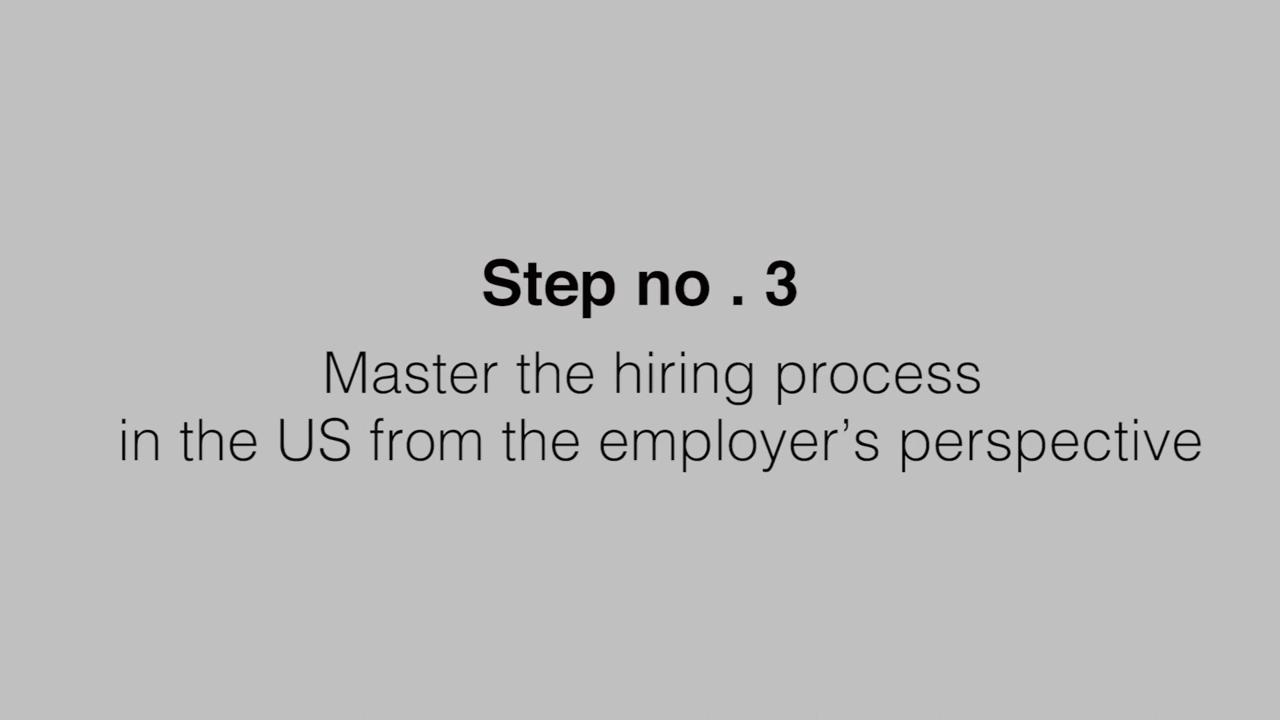 Step no . 3
Master the hiring process
in the US from the employer’s perspective